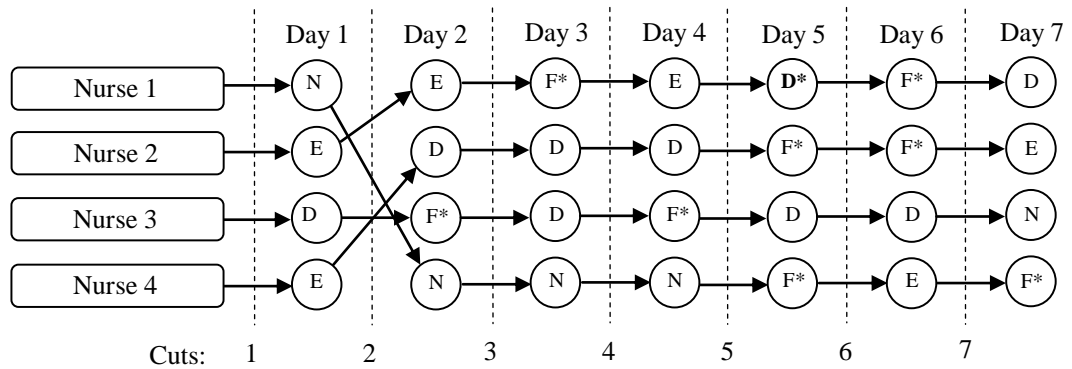 Day 1 Day 2 Day 3 Day 4 Day 5 Day 6 Day 7
Nurse 1 N E F* E D* F* D
Nurse 2 E D D D F* F* E
Nurse 3 D F* D F* D D N
Nurse 4 E N N N F* E F*
Cuts: 1 2 3 4 5 6 7